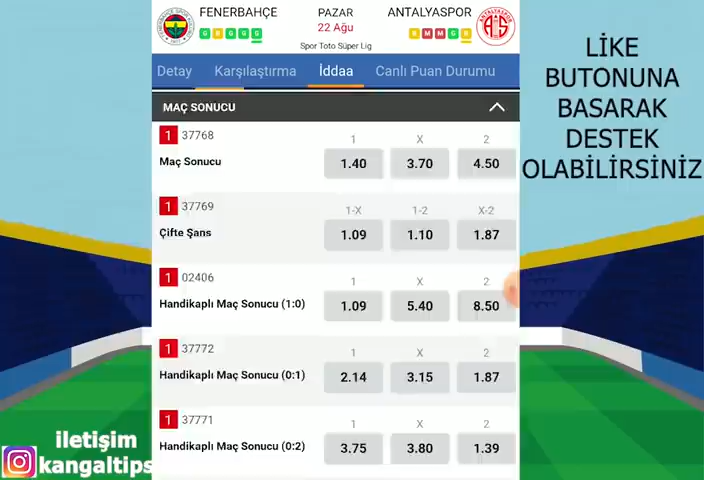 FENERBAHÇE
G B G G G
PAZAR
22 Ağu
Spor Toto Süper Lig
ANTALYASPOR
B M M G B
Detay Karşılaştırma İddaa Canlı Puan Durumu
MAÇ SONUCU
1 37768
Maç Sonucu
1 X 2
1.40 3.70 4.50
1 37769
Çifte Şans
1-X 1-2 X-2
1.09 1.10 1.87
1 02406
Handikaplı Maç Sonucu (1:0)
1 X 2
1.09 5.40 8.50
1 37772
Handikaplı Maç Sonucu (0:1)
1 X 2
2.14 3.15 1.87
1 37771
Handikaplı Maç Sonucu (0:2)
1 X 2
3.75 3.80 1.39
LİKE
BUTONUNA
BASARAK
DESTEK
OLABİLİRSİNİZ
iletişim
kangaltips